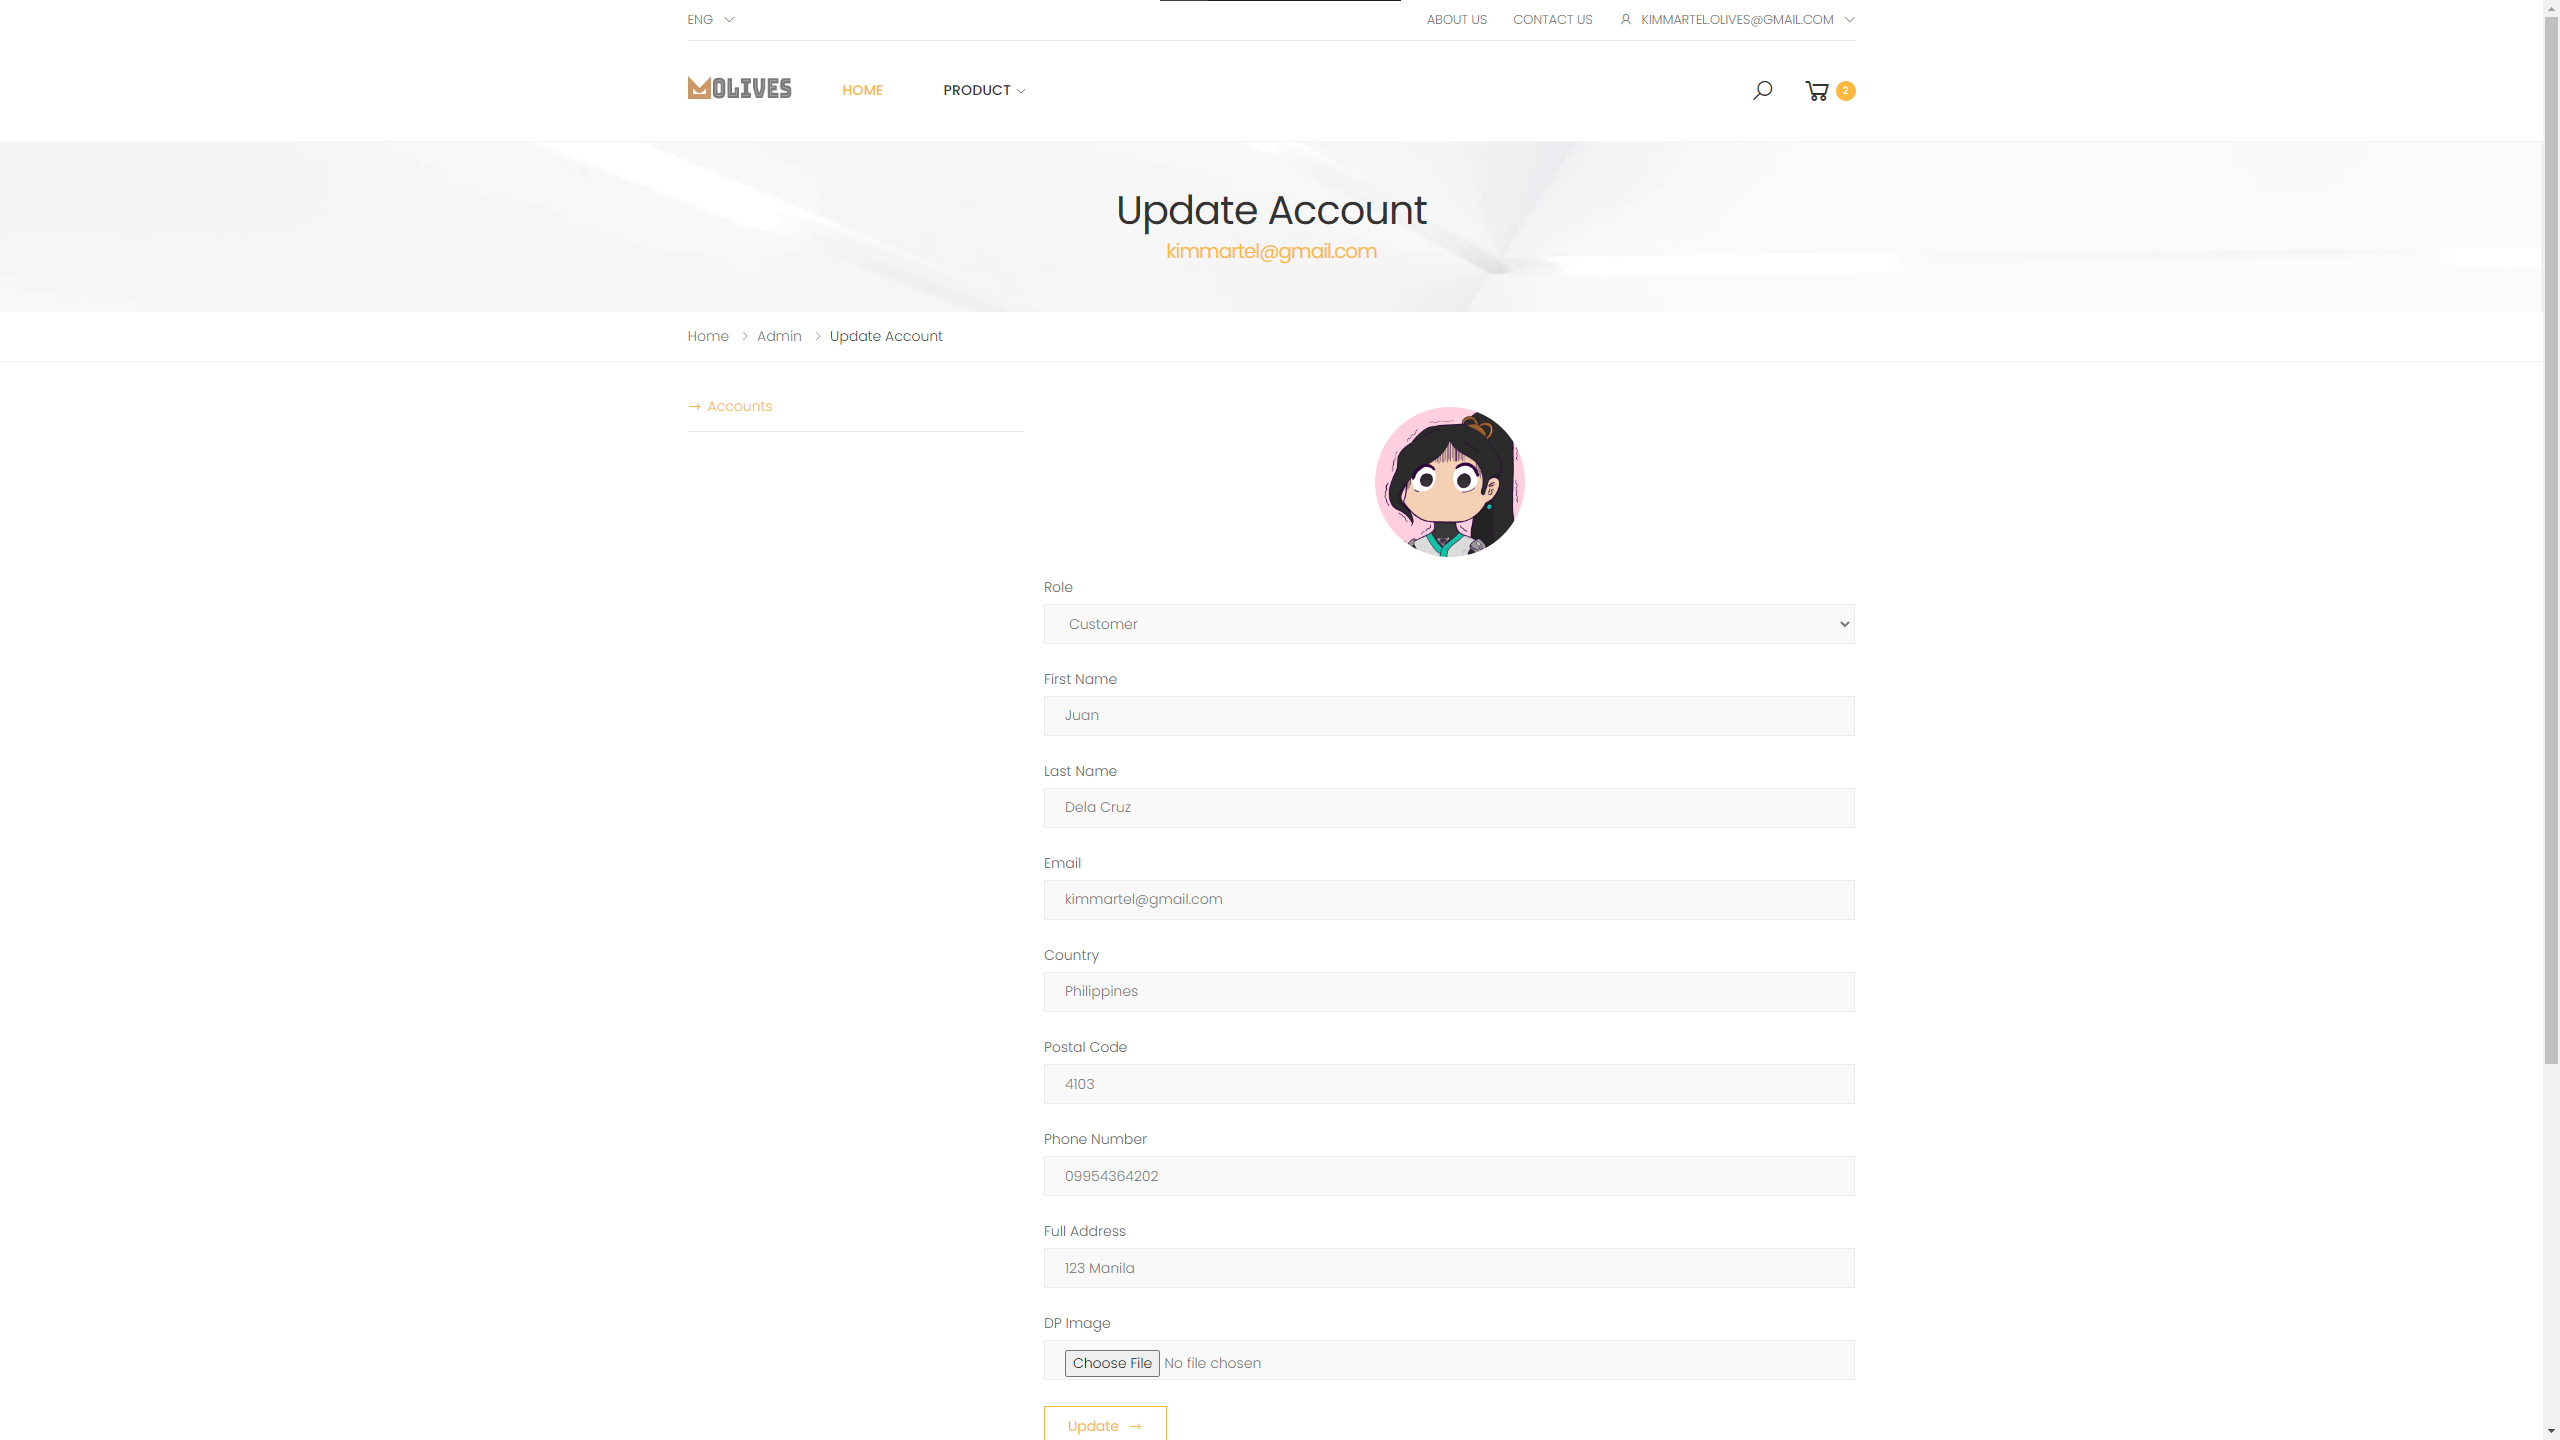 ENG
ABOUT US
CONTACT US
KIMMARTEL.OLIVES@GMAIL.COM
MOLIVES
HOME
PRODUCT
2
Update Account
kimmartel@gmail.com
Home
Admin
Update Account
→ Accounts
Role
Customer
First Name
Juan
Last Name
Dela Cruz
Email
kimmartel@gmail.com
Country
Philippines
Postal Code
4103
Phone Number
09954364202
Full Address
123 Manila
DP Image
Choose File No file chosen
Update →